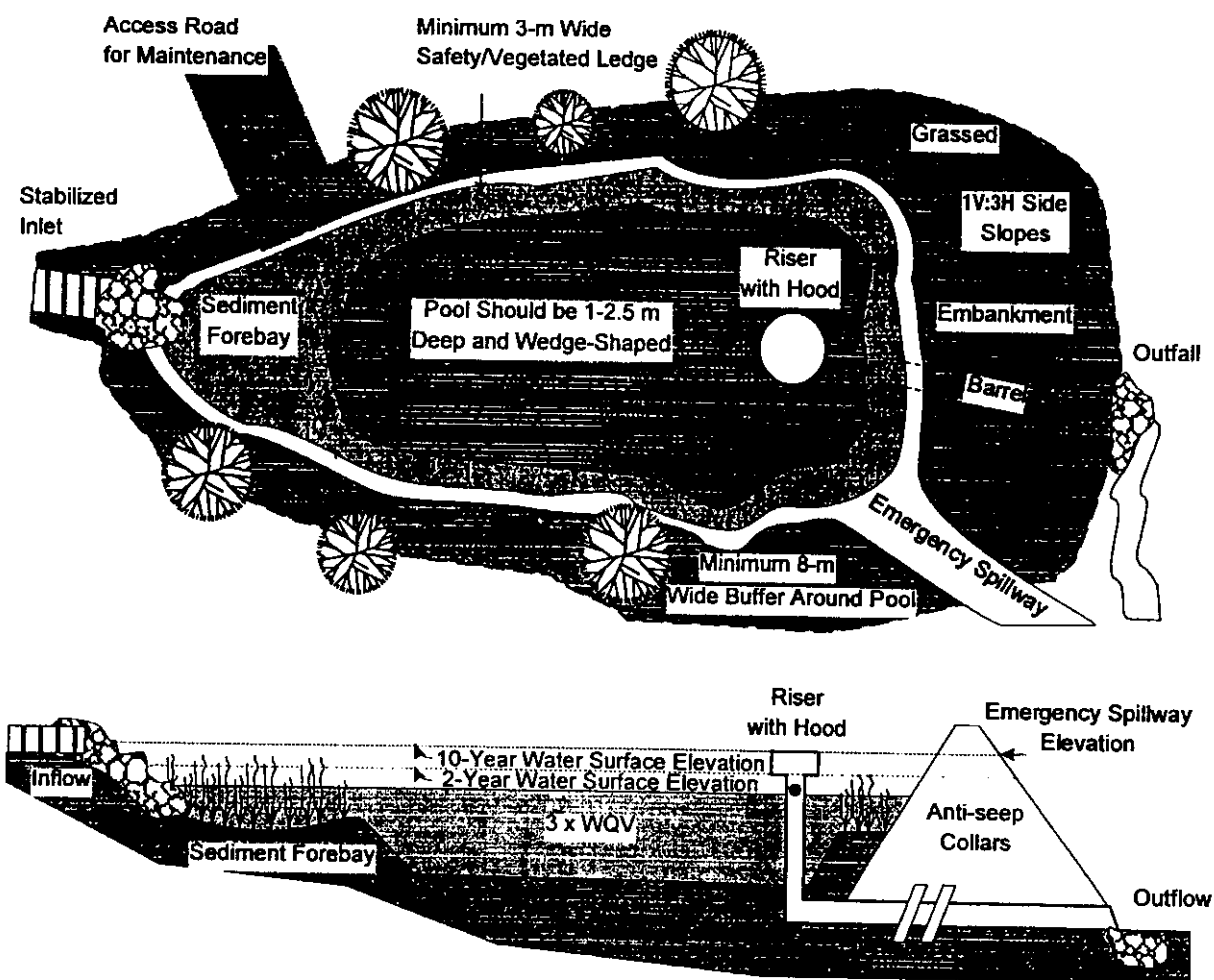 Access Road
for Maintenance
Minimum 3-m Wide
Safety/Vegetated Ledge
Grassed
Stabilized
Inlet
1V:3H Side
Slopes
Riser
with Hood
Sediment
Forebay
Pool Should be 1-2.5 m
Deep and Wedge-Shaped
Embankment
Outfall
Barrel
Emergency Spillway
Minimum 8-m
Wide Buffer Around Pool
Riser
with Hood
Emergency Spillway
Elevation
10-Year Water Surface Elevation
2-Year Water Surface Elevation
Inflow
3 x WQV
Anti-seep
Collars
Sediment Forebay
Outflow